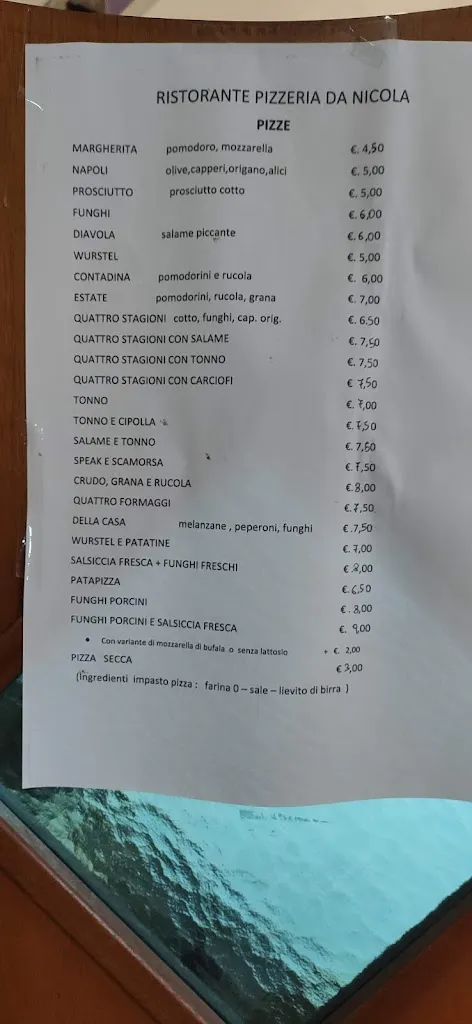 RISTORANTE PIZZERIA DA NICOLA
PIZZE
MARGHERITA pomodoro, mozzarella €. 4,50
NAPOLI olive,capperi,origano,alici €. 5,00
PROSCIUTTO prosciutto cotto €. 5,00
FUNGHI €. 6,00
DIAVOLA salame piccante €. 6,00
WURSTEL €. 5,00
CONTADINA pomodorini e rucola €. 6,00
ESTATE pomodorini, rucola, grana €. 7,00
QUATTRO STAGIONI cotto, funghi, cap. orig. €. 6.50
QUATTRO STAGIONI CON SALAME €. 7,50
QUATTRO STAGIONI CON TONNO €. 7,50
QUATTRO STAGIONI CON CARCIOFI € 7,50
TONNO €. 7,00
TONNO E CIPOLLA €. 7,50
SALAME E TONNO €. 7,50
SPEAK E SCAMORSA €. 7,50
CRUDO, GRANA E RUCOLA €. 8,00
QUATTRO FORMAGGI €. 7,50
DELLA CASA melanzane , peperoni, funghi €. 7,50
WURSTEL E PATATINE €. 7,00
SALSICCIA FRESCA + FUNGHI FRESCHI € 8,00
PATAPIZZA €. 6,50
FUNGHI PORCINI €. 8,00
FUNGHI PORCINI E SALSICCIA FRESCA €. 9,00
• Con variante di mozzarella di bufala o senza lattosio + € 2,00
PIZZA SECCA € 3,00
(Ingredienti impasto pizza : farina 0 – sale – lievito di birra )